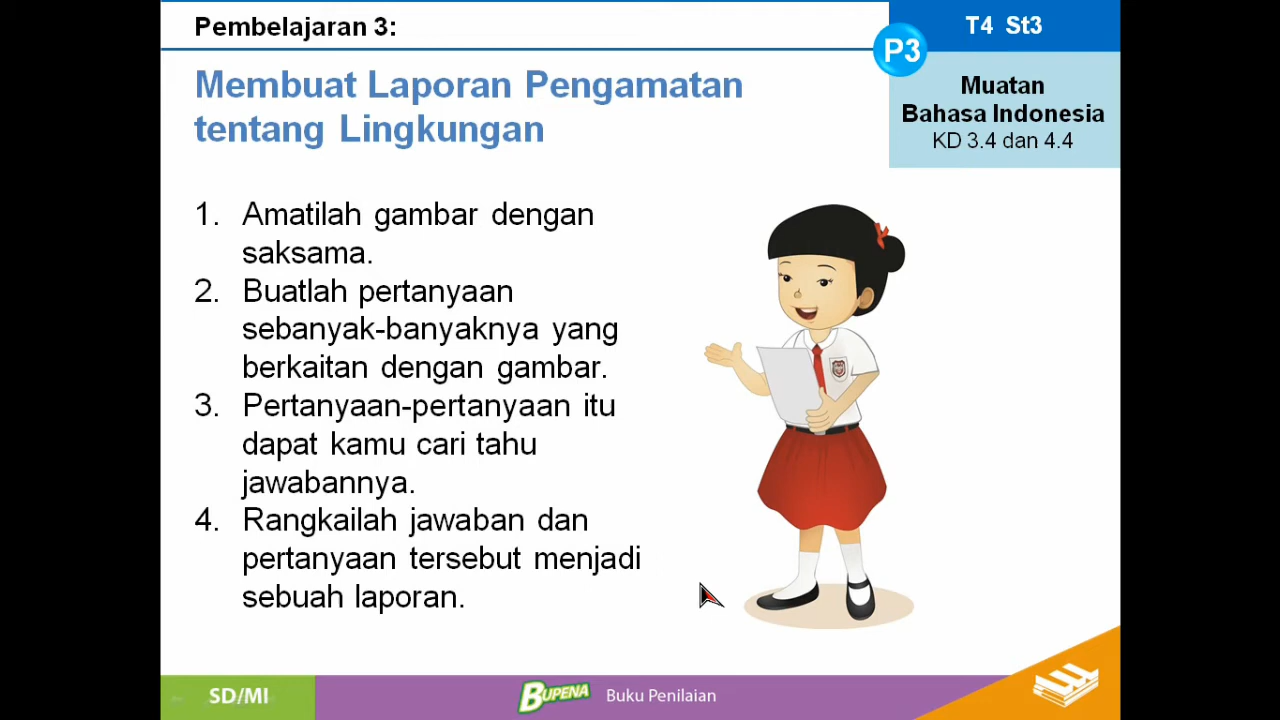 Pembelajaran 3:
T4 St3
P3
Muatan
Bahasa Indonesia
KD 3.4 dan 4.4
Membuat Laporan Pengamatan
tentang Lingkungan
1. Amatilah gambar dengan
saksama.
2. Buatlah pertanyaan
sebanyak-banyaknya yang
berkaitan dengan gambar.
3. Pertanyaan-pertanyaan itu
dapat kamu cari tahu
jawabannya.
4. Rangkailah jawaban dan
pertanyaan tersebut menjadi
sebuah laporan.
SD/MI
BUPENA
Buku Penilaian